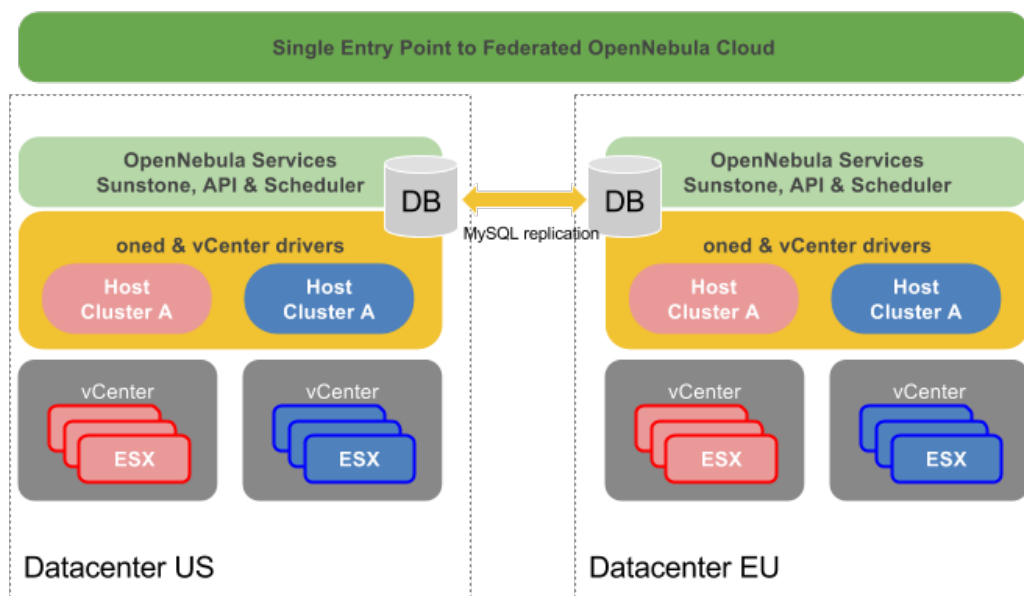 Single Entry Point to Federated OpenNebula Cloud
OpenNebula Services
Sunstone, API & Scheduler
DB
oned & vCenter drivers
Host
Cluster A
Host
Cluster A
vCenter
ESX
vCenter
ESX
Datacenter US
MySQL replication
OpenNebula Services
Sunstone, API & Scheduler
DB
oned & vCenter drivers
Host
Cluster A
Host
Cluster A
vCenter
ESX
vCenter
ESX
Datacenter EU